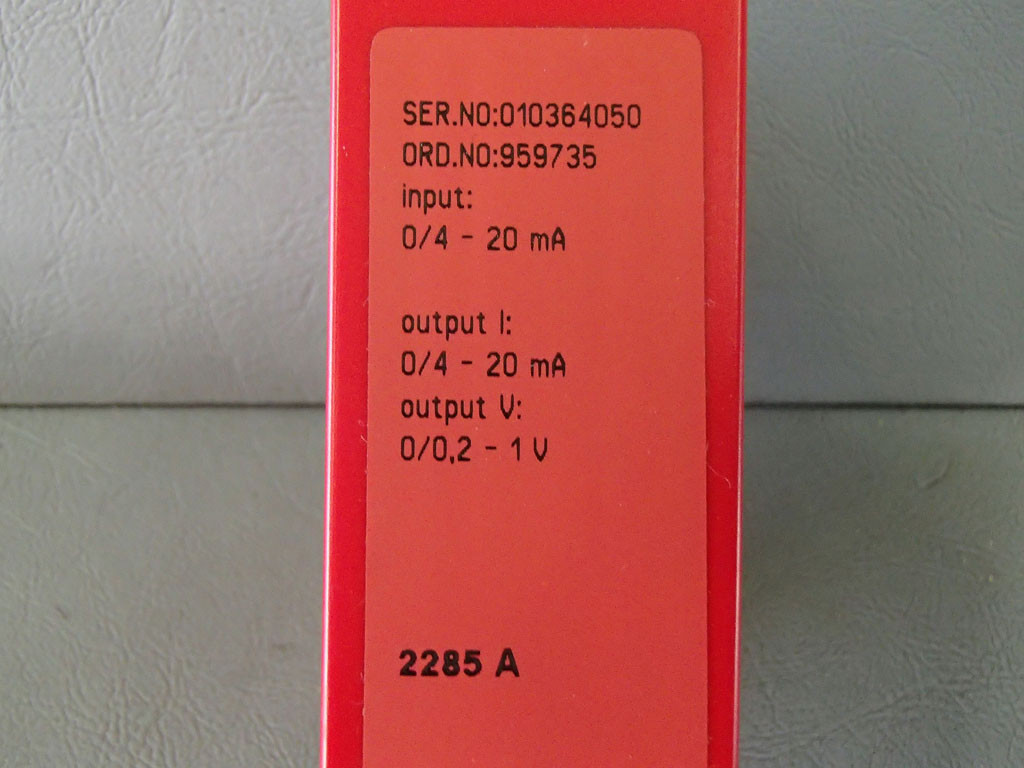 SER.NO:010364050
ORD.NO:959735
input:
0/4 - 20 mA
output I:
0/4 - 20 mA
output V:
0/0,2 - 1 V
2285 A